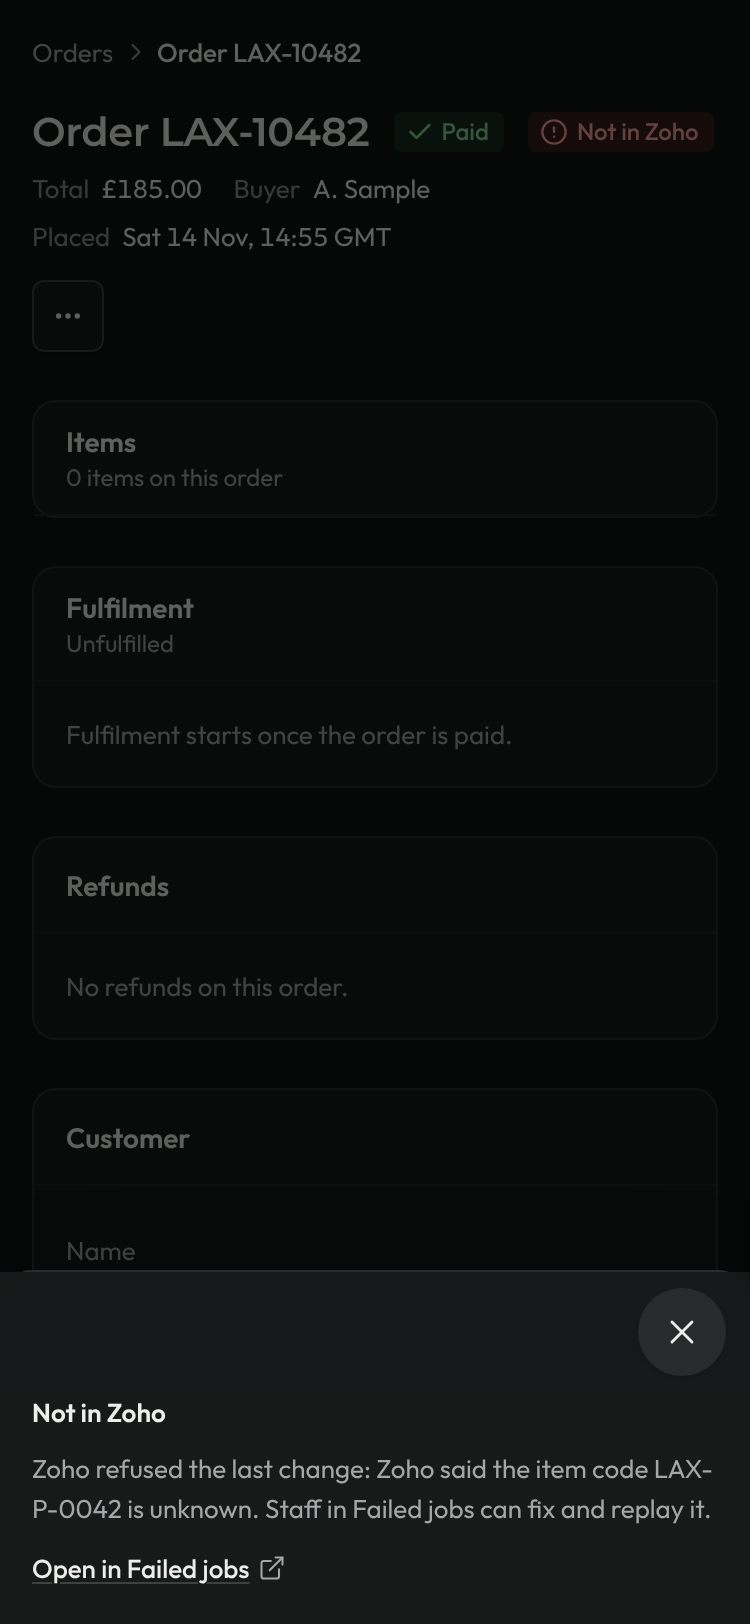 Orders > Order LAX-10482
Order LAX-10482 Paid Not in Zoho
Total £185.00 Buyer A. Sample
Placed Sat 14 Nov, 14:55 GMT
Items
0 items on this order
Fulfilment
Unfulfilled
Fulfilment starts once the order is paid.
Refunds
No refunds on this order.
Customer
Name
Not in Zoho
Zoho refused the last change: Zoho said the item code LAX-
P-0042 is unknown. Staff in Failed jobs can fix and replay it.
Open in Failed jobs